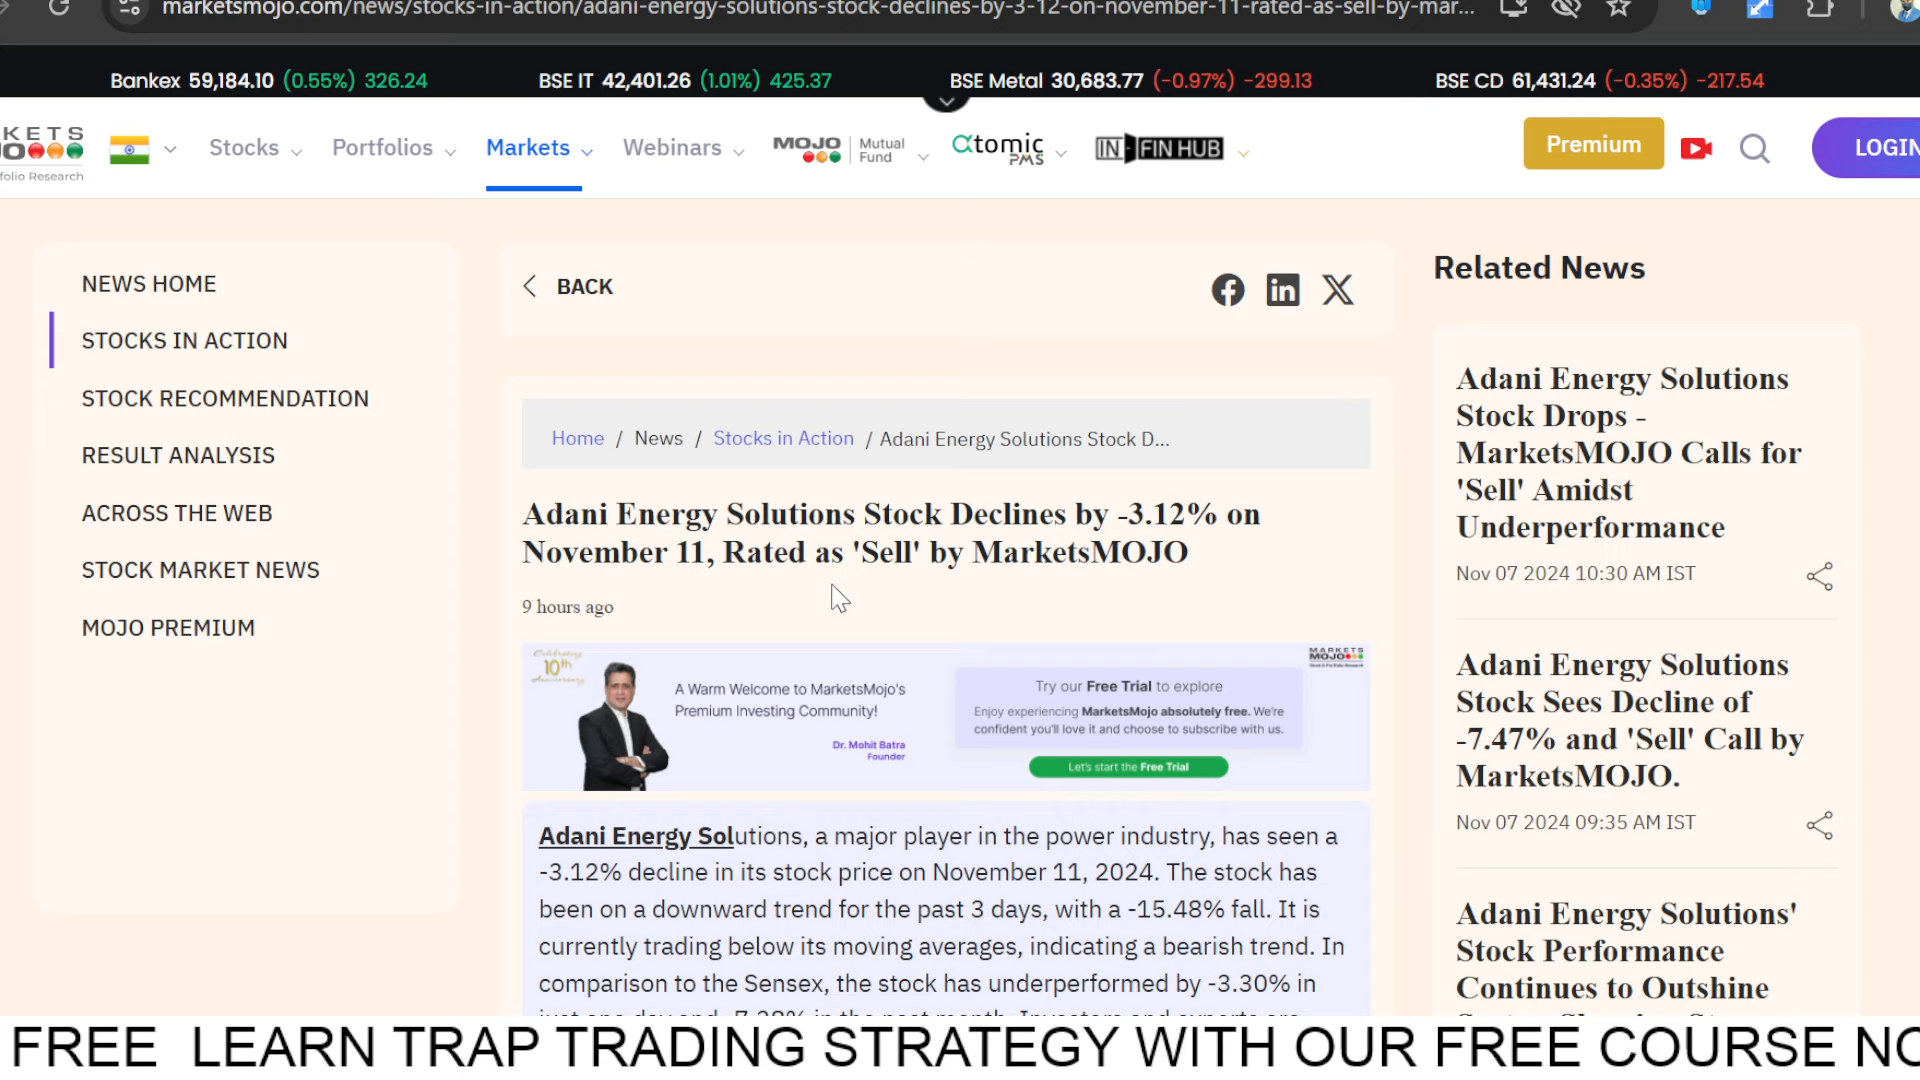 marketsmojo.com/news/stocks-in-action/adani-energy-solutions-stock-declines-by-3-12-on-november-11-rated-as-sell-by-mar...
Bankex 59,184.10 (0.55%) 326.24
BSE IT 42,401.26 (1.01%) 425.37
BSE Metal 30,683.77 (-0.97%) -299.13
BSE CD 61,431.24 (-0.35%) -217.54
KETS
folio Research
Stocks
Portfolios
Markets
Webinars
MOJO Mutual Fund
atomic PMS
IN FIN HUB
Premium
LOGIN
NEWS HOME
STOCKS IN ACTION
STOCK RECOMMENDATION
RESULT ANALYSIS
ACROSS THE WEB
STOCK MARKET NEWS
MOJO PREMIUM
BACK
Home / News / Stocks in Action / Adani Energy Solutions Stock D...
Adani Energy Solutions Stock Declines by -3.12% on
November 11, Rated as 'Sell' by MarketsMOJO
9 hours ago
Celebrating
10th
Anniversary
A Warm Welcome to MarketsMojo's
Premium Investing Community!
Dr. Mohit Batra
Founder
MARKETS
MOJO
Try our Free Trial to explore
Enjoy experiencing MarketsMojo absolutely free. We're
confident you'll love it and choose to subscribe with us.
Let's start the Free Trial
Adani Energy Solutions, a major player in the power industry, has seen a
-3.12% decline in its stock price on November 11, 2024. The stock has
been on a downward trend for the past 3 days, with a -15.48% fall. It is
currently trading below its moving averages, indicating a bearish trend. In
comparison to the Sensex, the stock has underperformed by -3.30% in
Related News
Adani Energy Solutions
Stock Drops -
MarketsMOJO Calls for
'Sell' Amidst
Underperformance
Nov 07 2024 10:30 AM IST
Adani Energy Solutions
Stock Sees Decline of
-7.47% and 'Sell' Call by
MarketsMOJO.
Nov 07 2024 09:35 AM IST
Adani Energy Solutions'
Stock Performance
Continues to Outshine
FREE LEARN TRAP TRADING STRATEGY WITH OUR FREE COURSE NO